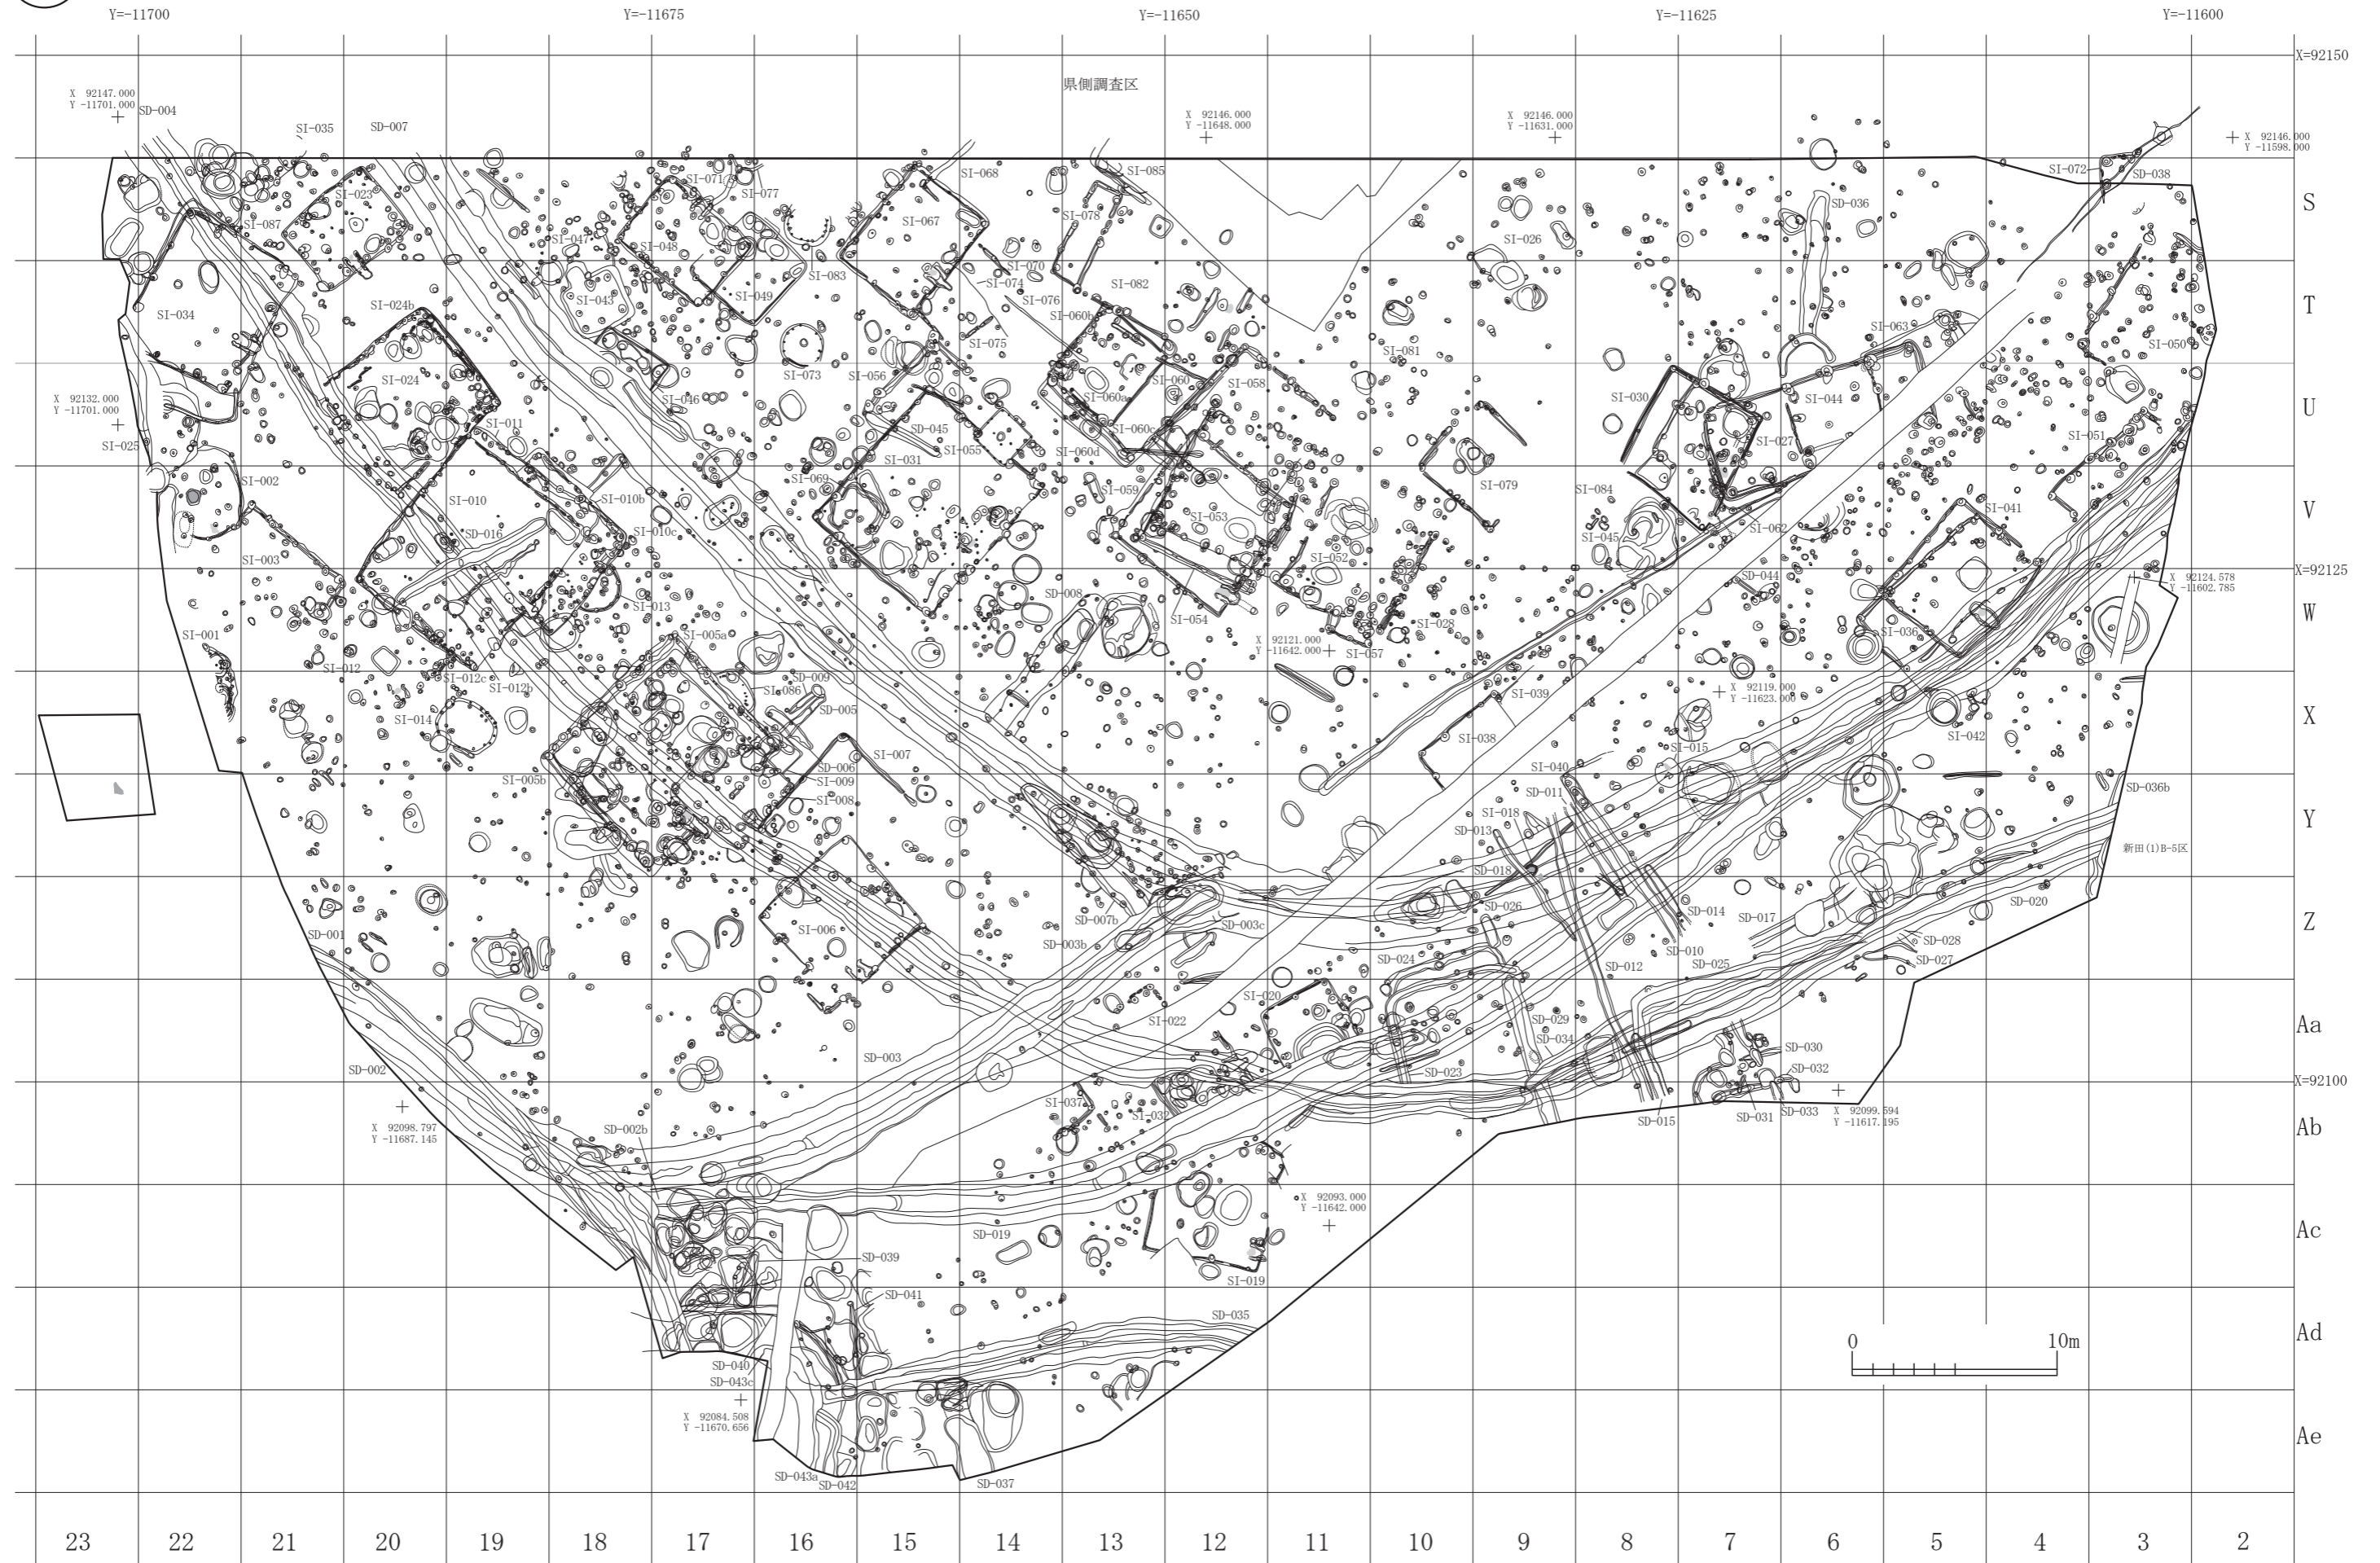 Y=-11700
Y=-11675
Y=-11650
Y=-11625
Y=-11600
X=92150
県側調査区
X 92147.000
Y -11701.000
SD-004
SI-035
SD-007
X 92146.000
Y -11648.000
X 92146.000
Y -11631.000
X 92146.000
Y -11598.000
SI-071
SI-077
SI-068
SI-085
SI-072
SD-038
SI-023
SI-087
SI-067
SI-078
SD-036
S
SI-047
SI-048
SI-026
SI-083
SI-070
SI-074
SI-082
SI-043
SI-049
SI-076
SI-034
SI-024b
SI-060b
SI-063
T
SI-075
SI-050
SI-073
SI-056
SI-081
SI-024
SI-060
SI-058
X 92132.000
Y -11701.000
SI-046
SI-060a
SI-030
SI-044
U
SI-011
SD-045
SI-060c
SI-027
SI-051
SI-025
SI-055
SI-031
SI-060d
SI-002
SI-069
SI-059
SI-079
SI-084
SI-010
SI-010b
SI-053
SI-041
V
SD-016
SI-010c
SI-062
SI-045
SI-003
SI-052
X=92125
SD-044
X 92124.578
Y -11602.785
SD-008
SI-013
SI-054
SI-028
W
SI-001
SI-005a
X 92121.000
Y -11642.000
SI-057
SI-036
SI-012
SI-012c
SI-012b
SD-009
SI-086
X 92119.000
Y -11623.000
SI-039
SD-005
SI-014
X
SI-038
SI-042
SI-015
SI-007
SD-006
SI-040
SI-005b
SI-009
SD-036b
SD-011
SI-008
SI-018
Y
SD-013
新田(1)B-5区
SD-018
SD-020
SD-026
SD-014
SD-017
SD-007b
SD-003c
Z
SI-006
SD-001
SD-003b
SD-028
SD-010
SD-024
SD-012
SD-025
SD-027
SI-020
SI-022
SD-029
Aa
SD-034
SD-003
SD-030
SD-002
SD-023
SD-032
X=92100
SI-037
SI-032
SD-015
SD-031
SD-033
X 92099.594
Y -11617.195
X 92098.797
Y -11687.145
SD-002b
Ab
X 92093.000
Y -11642.000
SD-019
Ac
SD-039
SI-019
SD-041
SD-035
Ad
0 10m
SD-040
SD-043c
X 92084.508
Y -11670.656
Ae
SD-043a
SD-042
SD-037
23 22 21 20 19 18 17 16 15 14 13 12 11 10 9 8 7 6 5 4 3 2